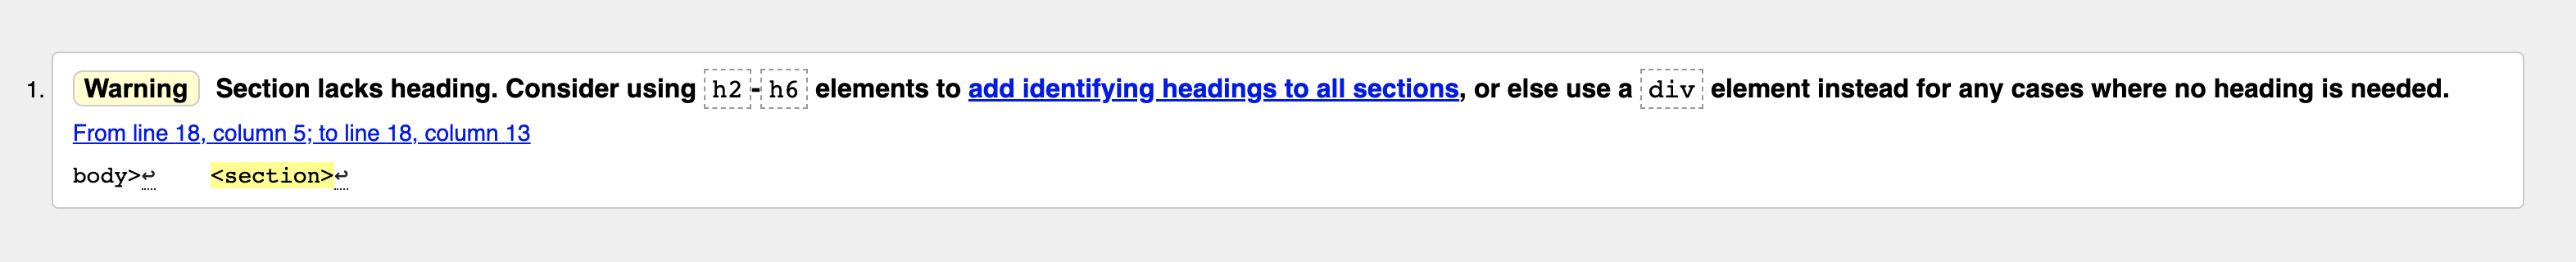 1. Warning Section lacks heading. Consider using h2-h6 elements to add identifying headings to all sections, or else use a div element instead for any cases where no heading is needed.
From line 18, column 5; to line 18, column 13
body>↩ <section>↩